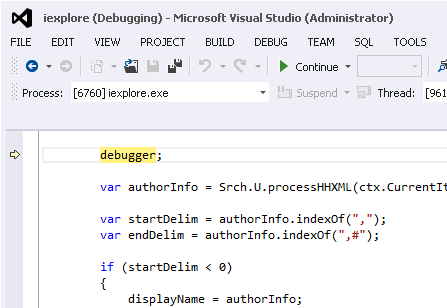 iexplore (Debugging) - Microsoft Visual Studio (Administrator)
FILE EDIT VIEW PROJECT BUILD DEBUG TEAM SQL TOOLS
Continue
Process: [6760] iexplore.exe Suspend Thread: [961
debugger;
var authorInfo = Srch.U.processHHXML(ctx.CurrentIt
var startDelim = authorInfo.indexOf(",");
var endDelim = authorInfo.indexOf(",#");
if (startDelim < 0)
{
displayName = authorInfo;